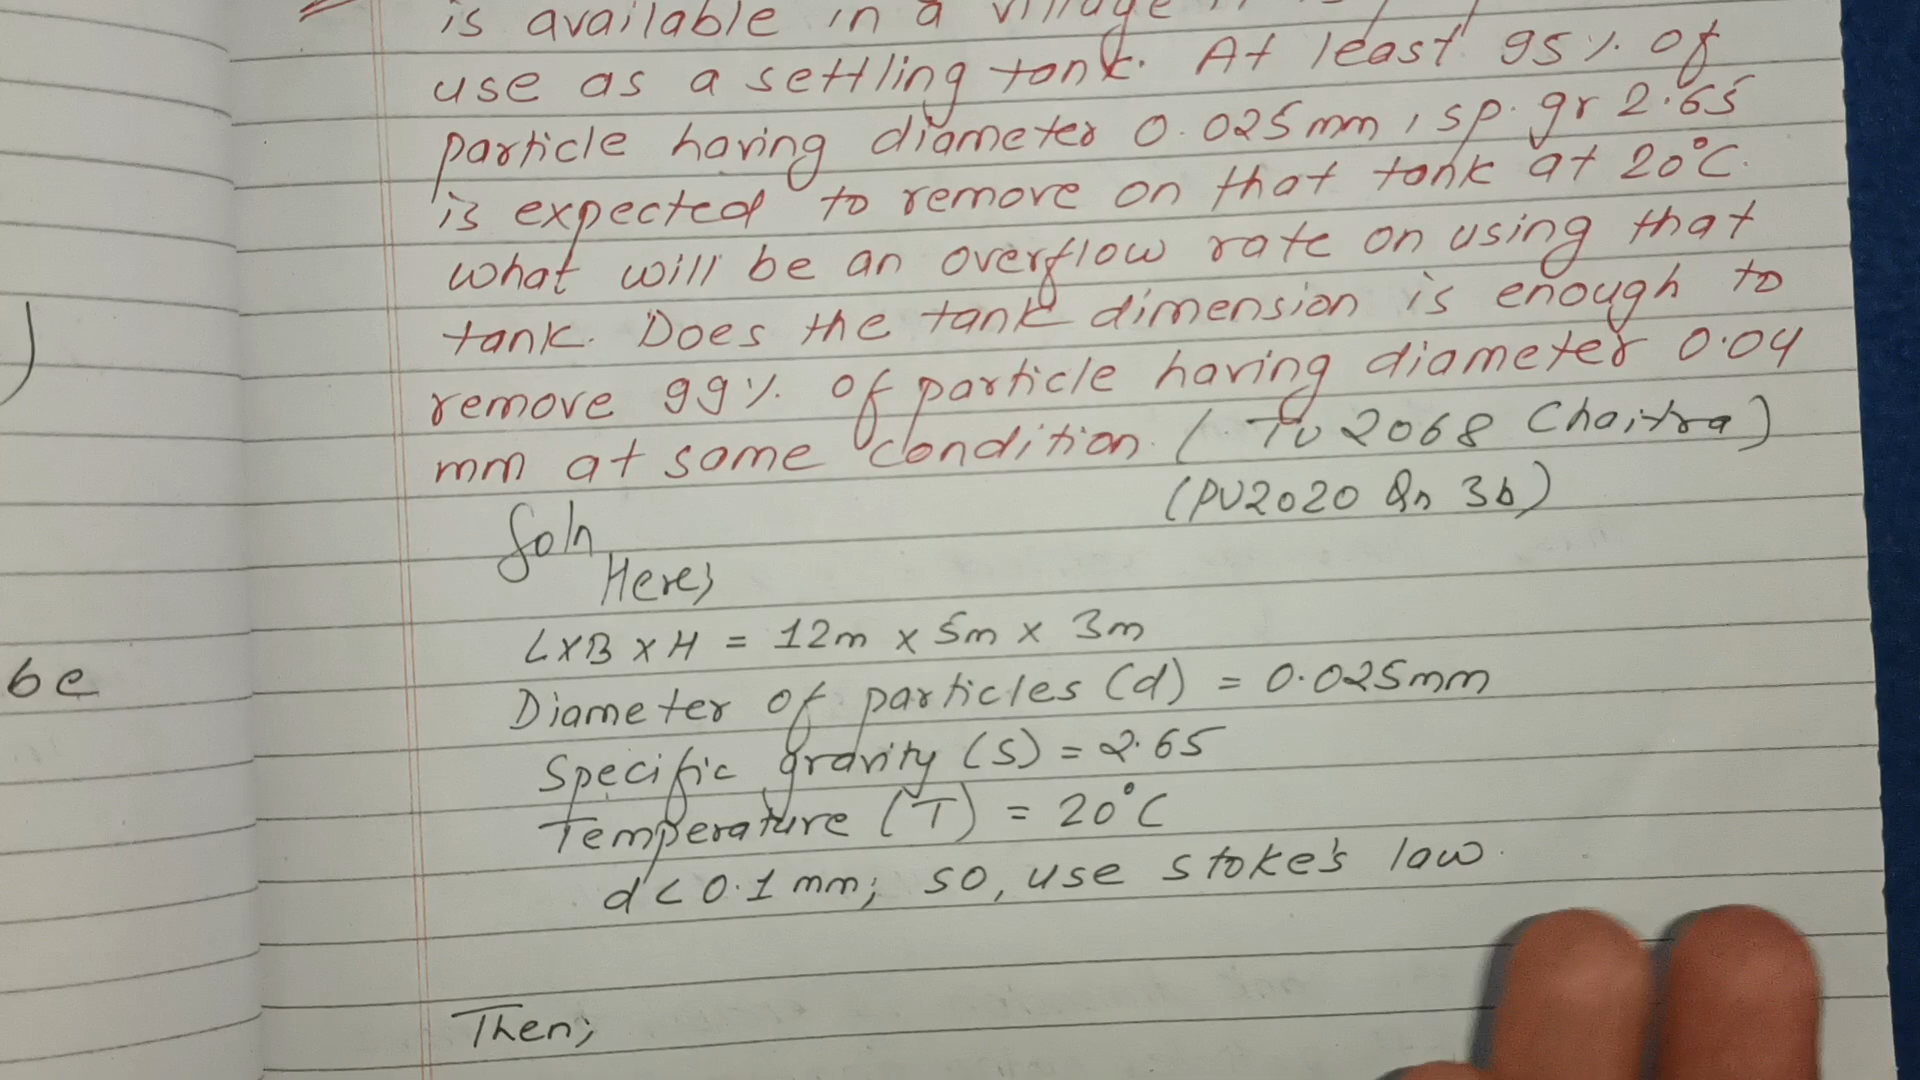 is available in a village
use as a settling tank. At least 95%. of
particle having diameter 0.025mm, sp. gr 2.65
is expected to remove on that tank at 20°C.
what will be an overflow rate on using that
tank. Does the tank dimension is enough to
remove 99%. of particle having diameter 0.04
mm at same condition. (TU 2068 Chaitra)
(PU2020 Qn 3b)
Soln
Here,
LXB X H = 12m x 5m x 3m
Diameter of particles (d) = 0.025mm
Specific gravity (S) = 2.65
Temperature (T) = 20°C
d < 0.1 mm; so, use stoke's law.
be
Then;